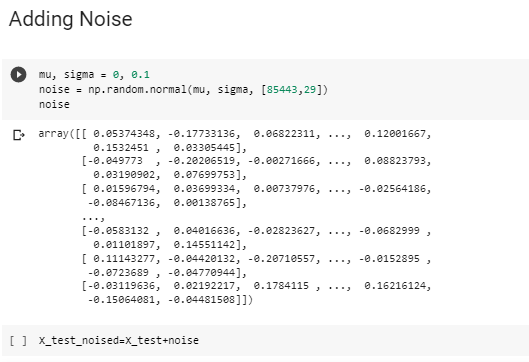 Adding Noise
mu, sigma = 0, 0.1
noise = np.random.normal(mu, sigma, [85443,29])
noise
array([[ 0.05374348, -0.17733136,  0.06822311, ...,  0.12001667,
         0.1532451 ,  0.03305445],
       [-0.049773  , -0.20206519, -0.00271666, ...,  0.08823793,
         0.03190902,  0.07699753],
       [ 0.01596794,  0.03699334,  0.00737976, ..., -0.02564186,
        -0.08467136,  0.00138765],
       ...,
       [-0.0583132 ,  0.04016636, -0.02823627, ..., -0.0682999 ,
         0.01101897,  0.14551142],
       [ 0.11143277, -0.04420132, -0.20710557, ..., -0.0152895 ,
        -0.0723689 , -0.04770944],
       [-0.03119636,  0.02192217,  0.1784115 , ...,  0.16216124,
        -0.15064081, -0.04481508]])
[ ] X_test_noised=X_test+noise